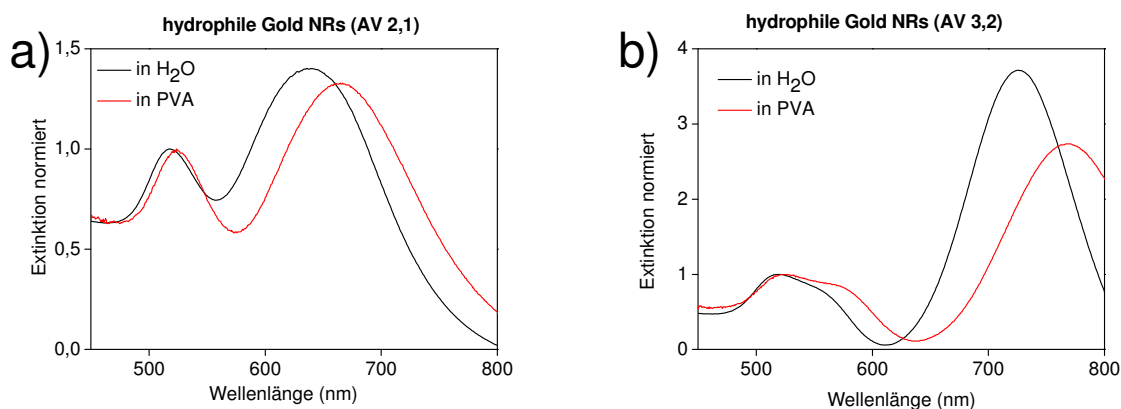 a)
hydrophile Gold NRs (AV 2,1)
in H₂O
in PVA
Extinktion normiert
1,5
1,0
0,5
0,0
500 600 700 800
Wellenlänge (nm)
b)
hydrophile Gold NRs (AV 3,2)
in H₂O
in PVA
Extinktion normiert
4
3
2
1
0
500 600 700 800
Wellenlänge (nm)